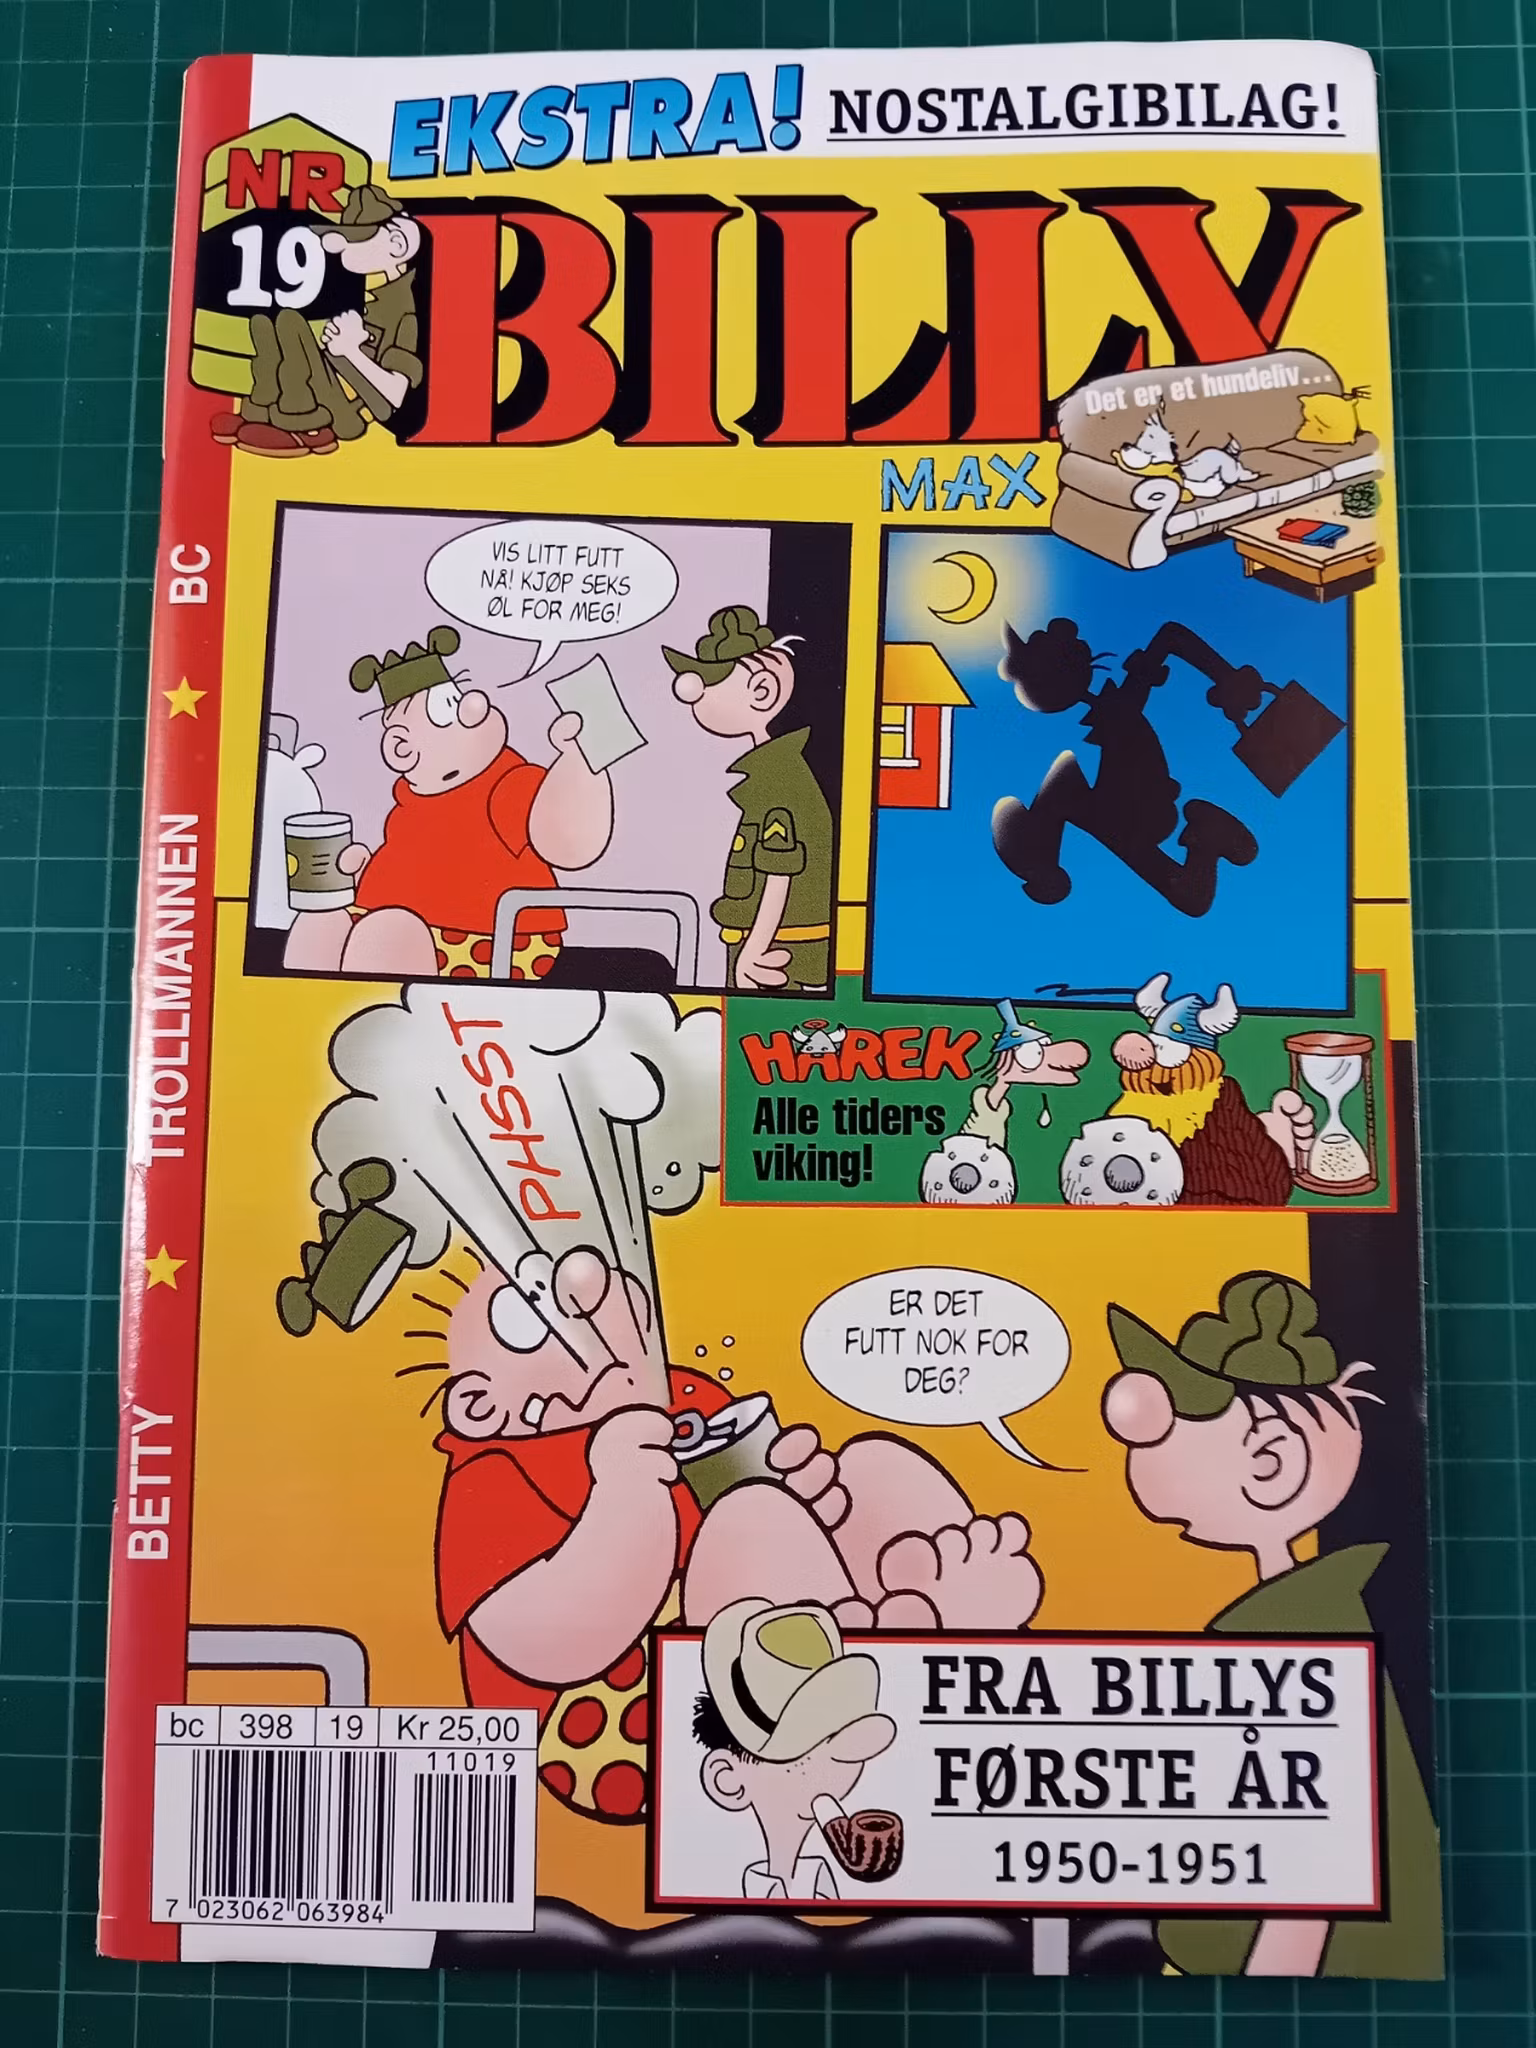 EKSTRA! NOSTALGIBILAG!
NR
19
BILLY
Det er et hundeliv...
MAX
VIS LITT FUTT
NÅ! KJØP SEKS
ØL FOR MEG!
HÅREK
Alle tiders
viking!
PHSST
ER DET
FUTT NOK FOR
DEG?
FRA BILLYS
FØRSTE ÅR
1950-1951
BETTY ★ TROLLMANNEN ★ BC
bc 398 19 Kr 25,00
11019
7 023062 063984